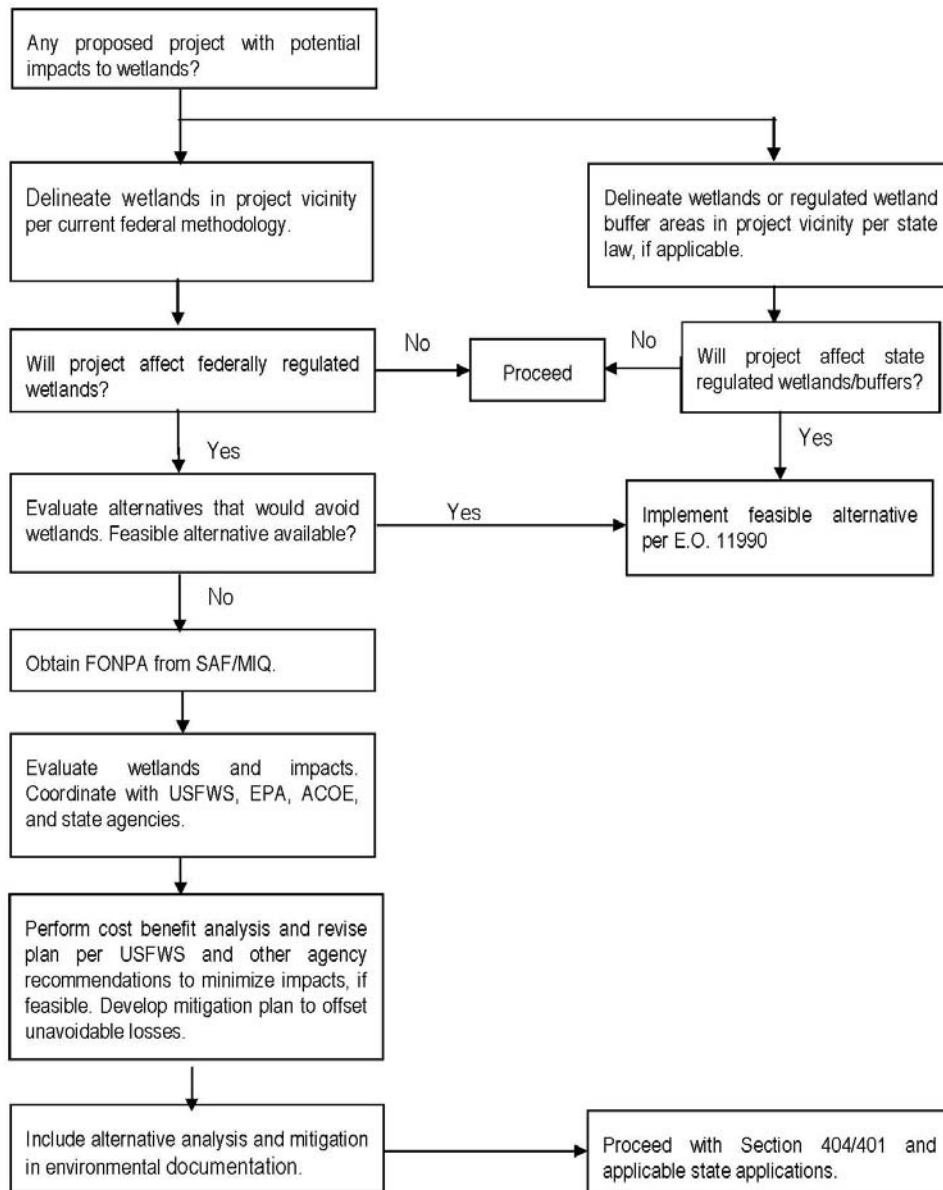 Any proposed project with potential
impacts to wetlands?
Delineate wetlands in project vicinity
per current federal methodology.
Delineate wetlands or regulated wetland
buffer areas in project vicinity per state
law, if applicable.
Will project affect federally regulated
wetlands?
No
Proceed
No
Will project affect state
regulated wetlands/buffers?
Yes
Yes
Evaluate alternatives that would avoid
wetlands. Feasible alternative available?
Yes
Implement feasible alternative
per E.O. 11990
No
Obtain FONPA from SAF/MIQ.
Evaluate wetlands and impacts.
Coordinate with USFWS, EPA, ACOE,
and state agencies.
Perform cost benefit analysis and revise
plan per USFWS and other agency
recommendations to minimize impacts, if
feasible. Develop mitigation plan to offset
unavoidable losses.
Include alternative analysis and mitigation
in environmental documentation.
Proceed with Section 404/401 and
applicable state applications.